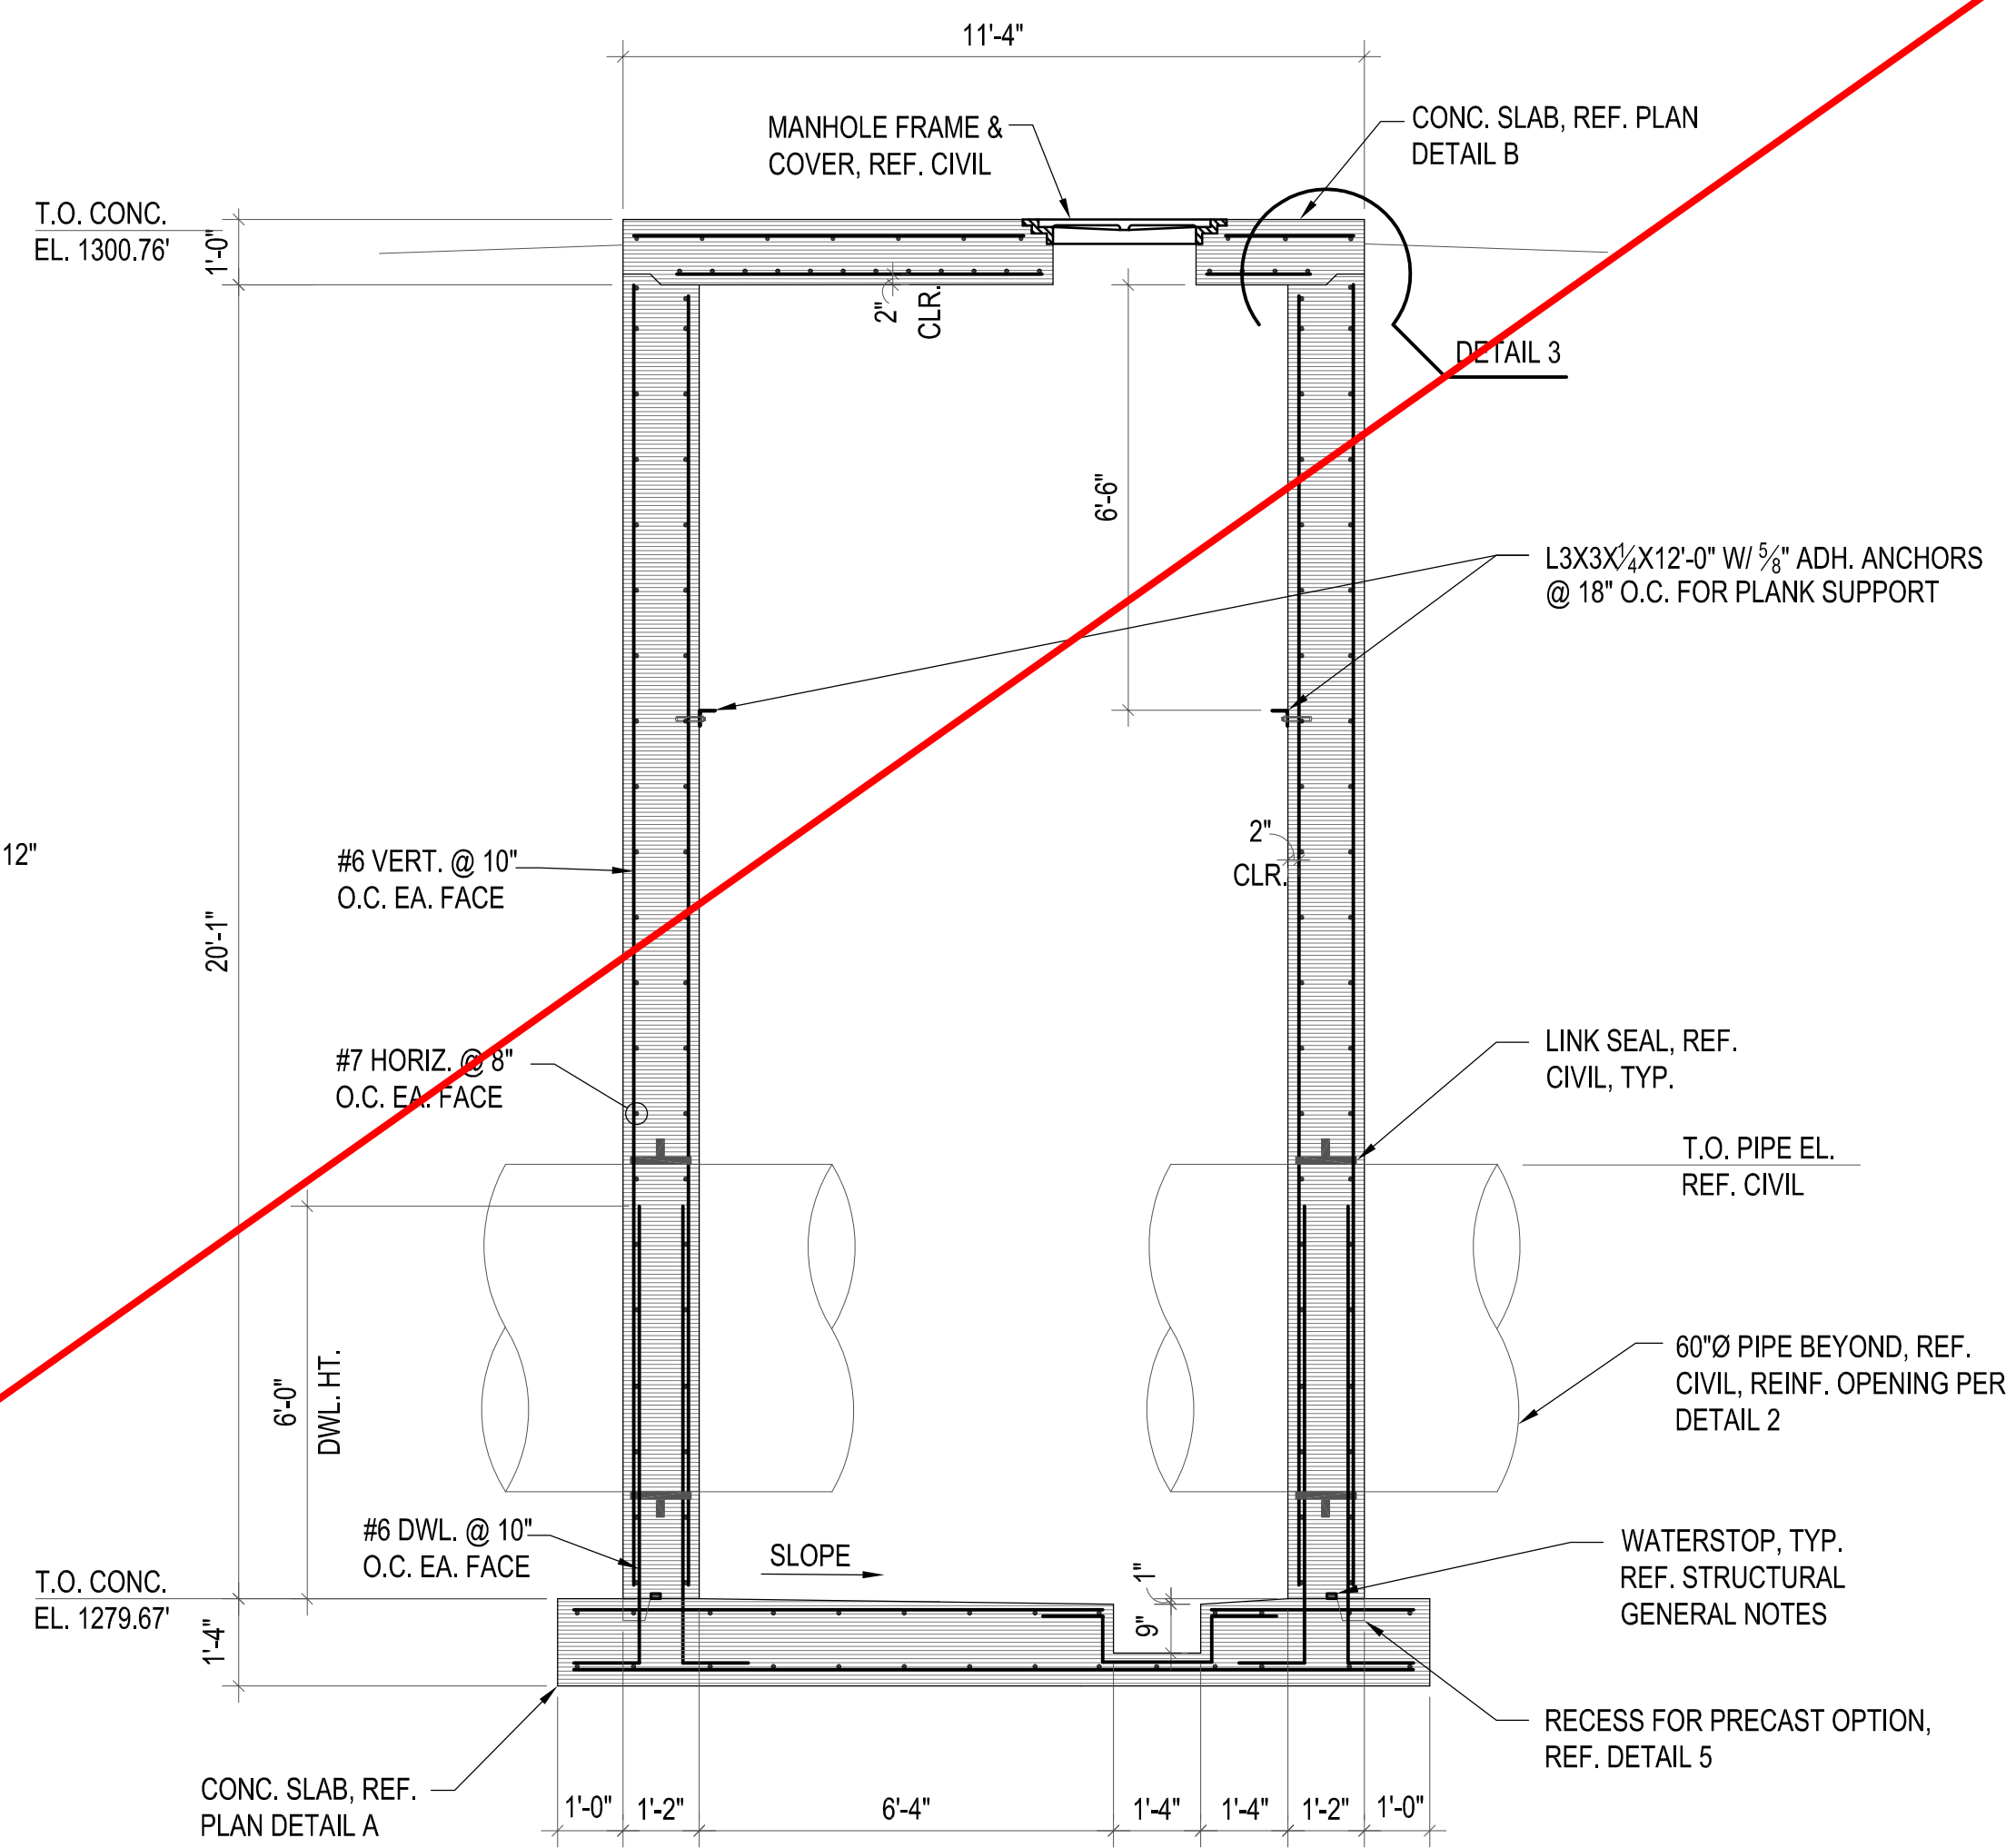 11'-4"
MANHOLE FRAME &
COVER, REF. CIVIL
CONC. SLAB, REF. PLAN
DETAIL B
T.O. CONC.
EL. 1300.76'
1'-0"
2"
CLR.
DETAIL 3
6'-6"
L3X3X1/4X12'-0" W/ 5/8" ADH. ANCHORS
@ 18" O.C. FOR PLANK SUPPORT
12"
#6 VERT. @ 10"
O.C. EA. FACE
2"
CLR.
20'-1"
#7 HORIZ. @ 8"
O.C. EA. FACE
LINK SEAL, REF.
CIVIL, TYP.
T.O. PIPE EL.
REF. CIVIL
6'-0"
DWL. HT.
60"Ø PIPE BEYOND, REF.
CIVIL, REINF. OPENING PER
DETAIL 2
#6 DWL. @ 10"
O.C. EA. FACE
SLOPE
1"
9"
WATERSTOP, TYP.
REF. STRUCTURAL
GENERAL NOTES
T.O. CONC.
EL. 1279.67'
1'-4"
RECESS FOR PRECAST OPTION,
REF. DETAIL 5
CONC. SLAB, REF.
PLAN DETAIL A
1'-0" 1'-2" 6'-4" 1'-4" 1'-4" 1'-2" 1'-0"